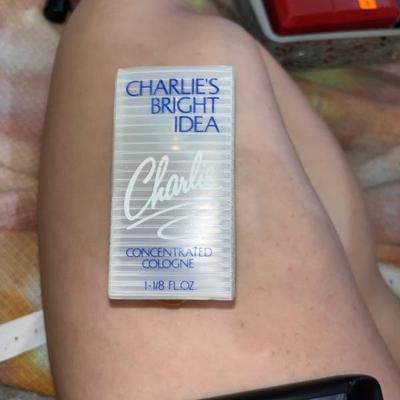 CHARLIE'S
BRIGHT
IDEA
Charlie
CONCENTRATED
COLOGNE
1-1/8 FL. OZ.